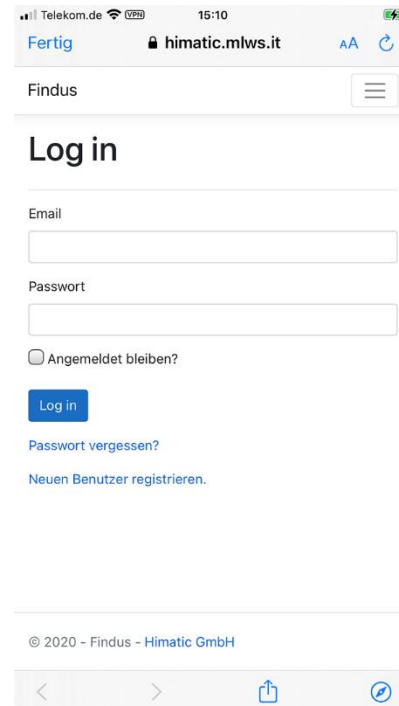 Telekom.de VPN 15:10
Fertig himatic.mlws.it AA
Findus
Log in
Email
Passwort
Angemeldet bleiben?
Log in
Passwort vergessen?
Neuen Benutzer registrieren.
© 2020 - Findus - Himatic GmbH